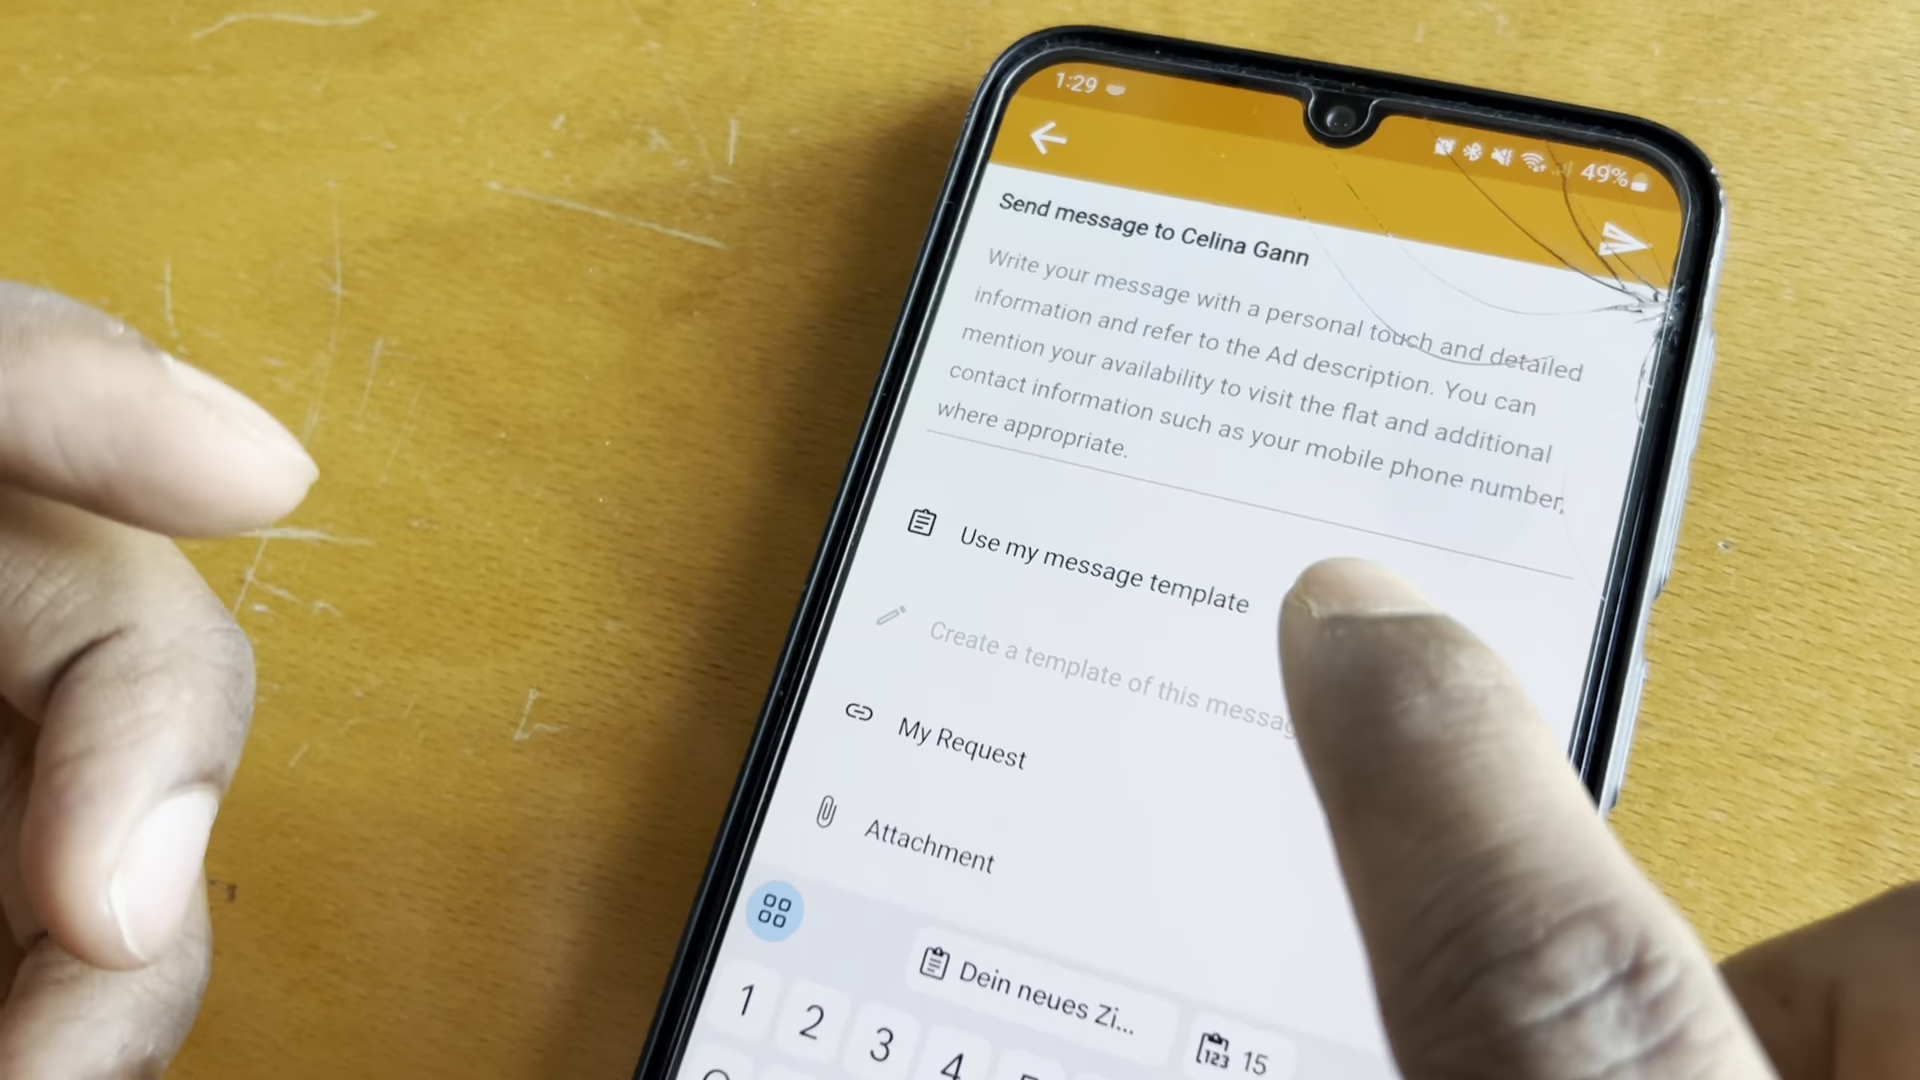 1:29
49%
Send message to Celina Gann
Write your message with a personal touch and detailed
information and refer to the Ad description. You can
mention your availability to visit the flat and additional
contact information such as your mobile phone number,
where appropriate.
Use my message template
Create a template of this messag
My Request
Attachment
Dein neues Zi...
123 15
1 2 3 4